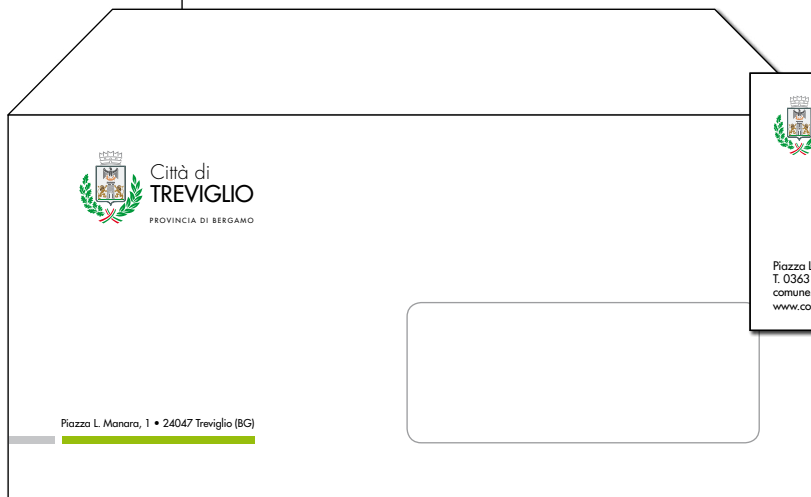 Città di
TREVIGLIO
PROVINCIA DI BERGAMO
Piazza L. Manara, 1 • 24047 Treviglio (BG)
Piazza L
T. 0363
comune
www.co